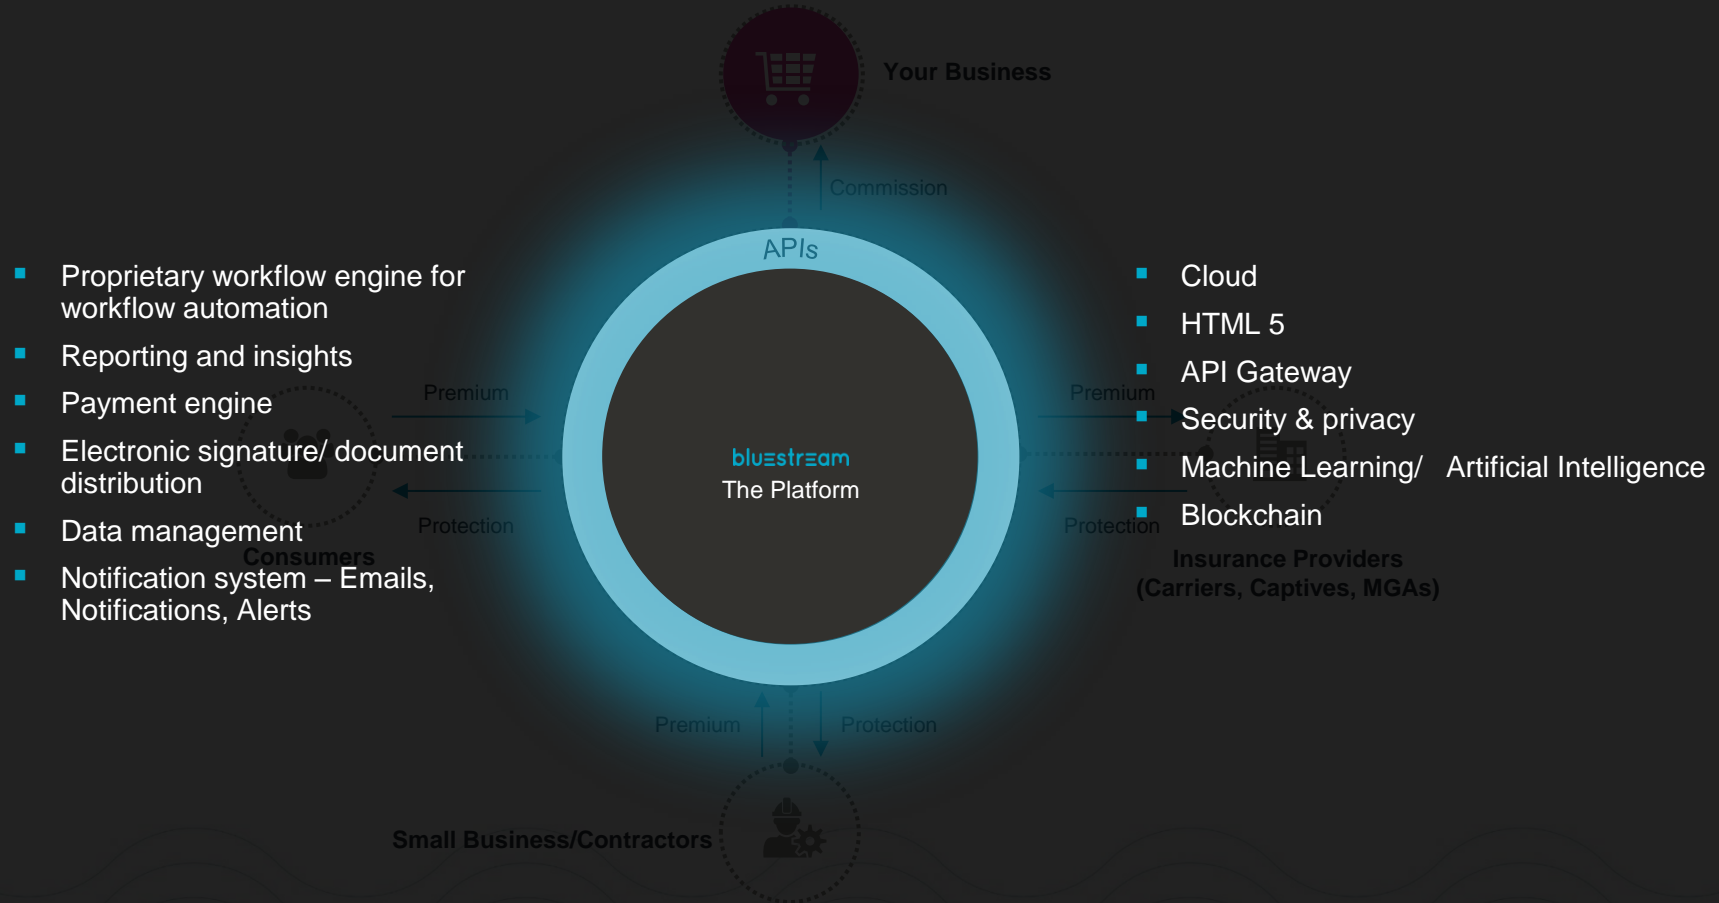 Your Business
Commission
APIs
Proprietary workflow engine for
workflow automation
Reporting and insights
Payment engine
Electronic signature/ document
distribution
Data management
Notification system – Emails,
Notifications, Alerts
Premium
Protection
Consumers
bluestream
The Platform
Cloud
HTML 5
API Gateway
Security & privacy
Machine Learning/   Artificial Intelligence
Blockchain
Premium
Protection
Insurance Providers
(Carriers, Captives, MGAs)
Premium
Protection
Small Business/Contractors